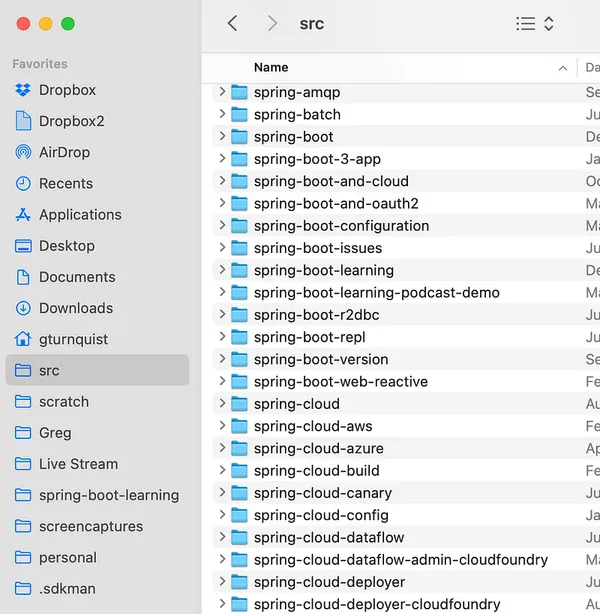 src
Favorites
Dropbox
Dropbox2
AirDrop
Recents
Applications
Desktop
Documents
Downloads
gturnquist
src
scratch
Greg
Live Stream
spring-boot-learning
screencaptures
personal
.sdkman
Name Da
spring-amqp Se
spring-batch Ju
spring-boot De
spring-boot-3-app Ja
spring-boot-and-cloud Oc
spring-boot-and-oauth2 Ma
spring-boot-configuration Ma
spring-boot-issues Ju
spring-boot-learning De
spring-boot-learning-podcast-demo Ma
spring-boot-r2dbc Ju
spring-boot-repl Ju
spring-boot-version Se
spring-boot-web-reactive Fe
spring-cloud Au
spring-cloud-aws Fe
spring-cloud-azure Ap
spring-cloud-build Fe
spring-cloud-canary Ju
spring-cloud-config Ja
spring-cloud-dataflow Ju
spring-cloud-dataflow-admin-cloudfoundry Ma
spring-cloud-deployer Ju
spring-cloud-deployer-cloudfoundry Au